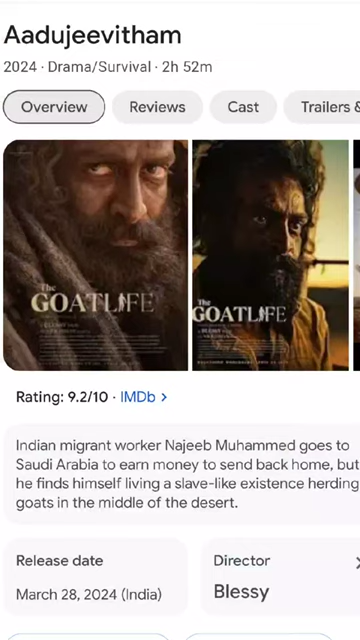 Aadujeevitham
2024 · Drama/Survival · 2h 52m
Overview
Reviews
Cast
Trailers &
The
GOATLIFE
The
GOATLIFE
Rating: 9.2/10 · IMDb >
Indian migrant worker Najeeb Muhammed goes to
Saudi Arabia to earn money to send back home, but
he finds himself living a slave-like existence herding
goats in the middle of the desert.
Release date
March 28, 2024 (India)
Director
Blessy